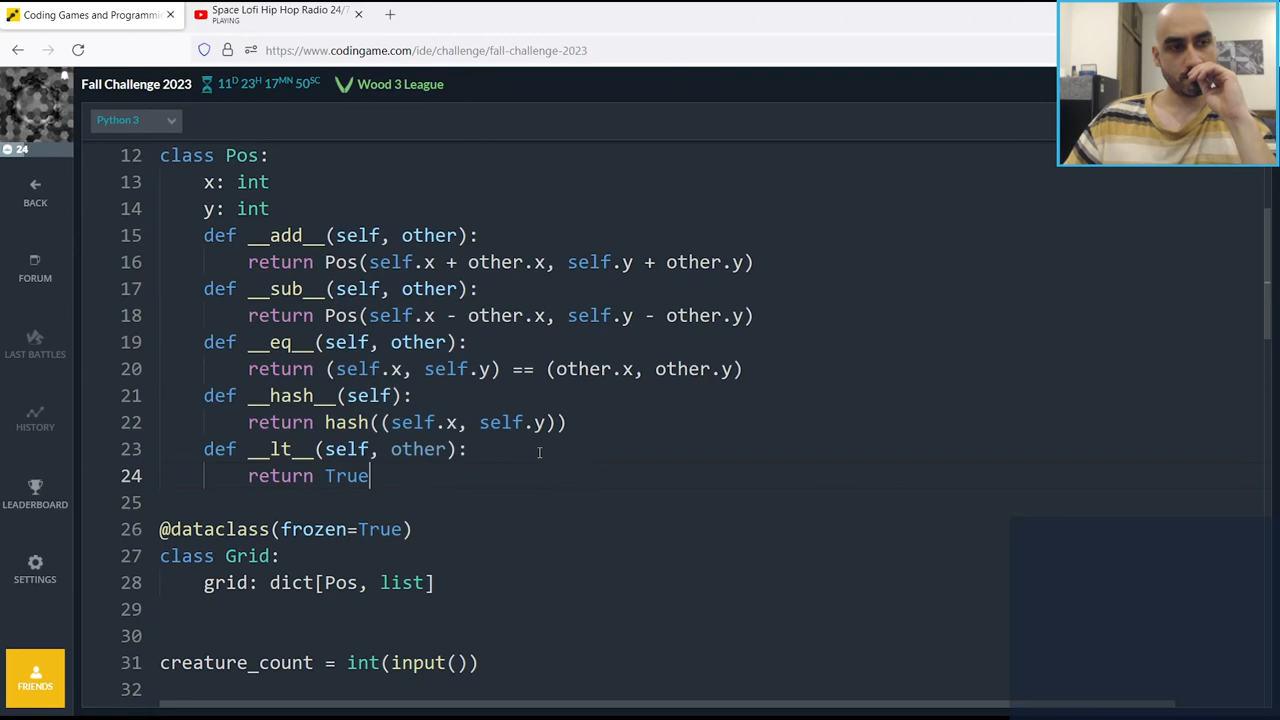 Coding Games and Programmin
Space Lofi Hip Hop Radio 24/7
PLAYING
https://www.codingame.com/ide/challenge/fall-challenge-2023
Fall Challenge 2023
11D 23H 17MN 50SC
Wood 3 League
Python 3
24
BACK
FORUM
LAST BATTLES
HISTORY
LEADERBOARD
SETTINGS
FRIENDS
12 class Pos:
13     x: int
14     y: int
15     def __add__(self, other):
16         return Pos(self.x + other.x, self.y + other.y)
17     def __sub__(self, other):
18         return Pos(self.x - other.x, self.y - other.y)
19     def __eq__(self, other):
20         return (self.x, self.y) == (other.x, other.y)
21     def __hash__(self):
22         return hash((self.x, self.y))
23     def __lt__(self, other):
24         return True
25
26 @dataclass(frozen=True)
27 class Grid:
28     grid: dict[Pos, list]
29
30
31 creature_count = int(input())
32